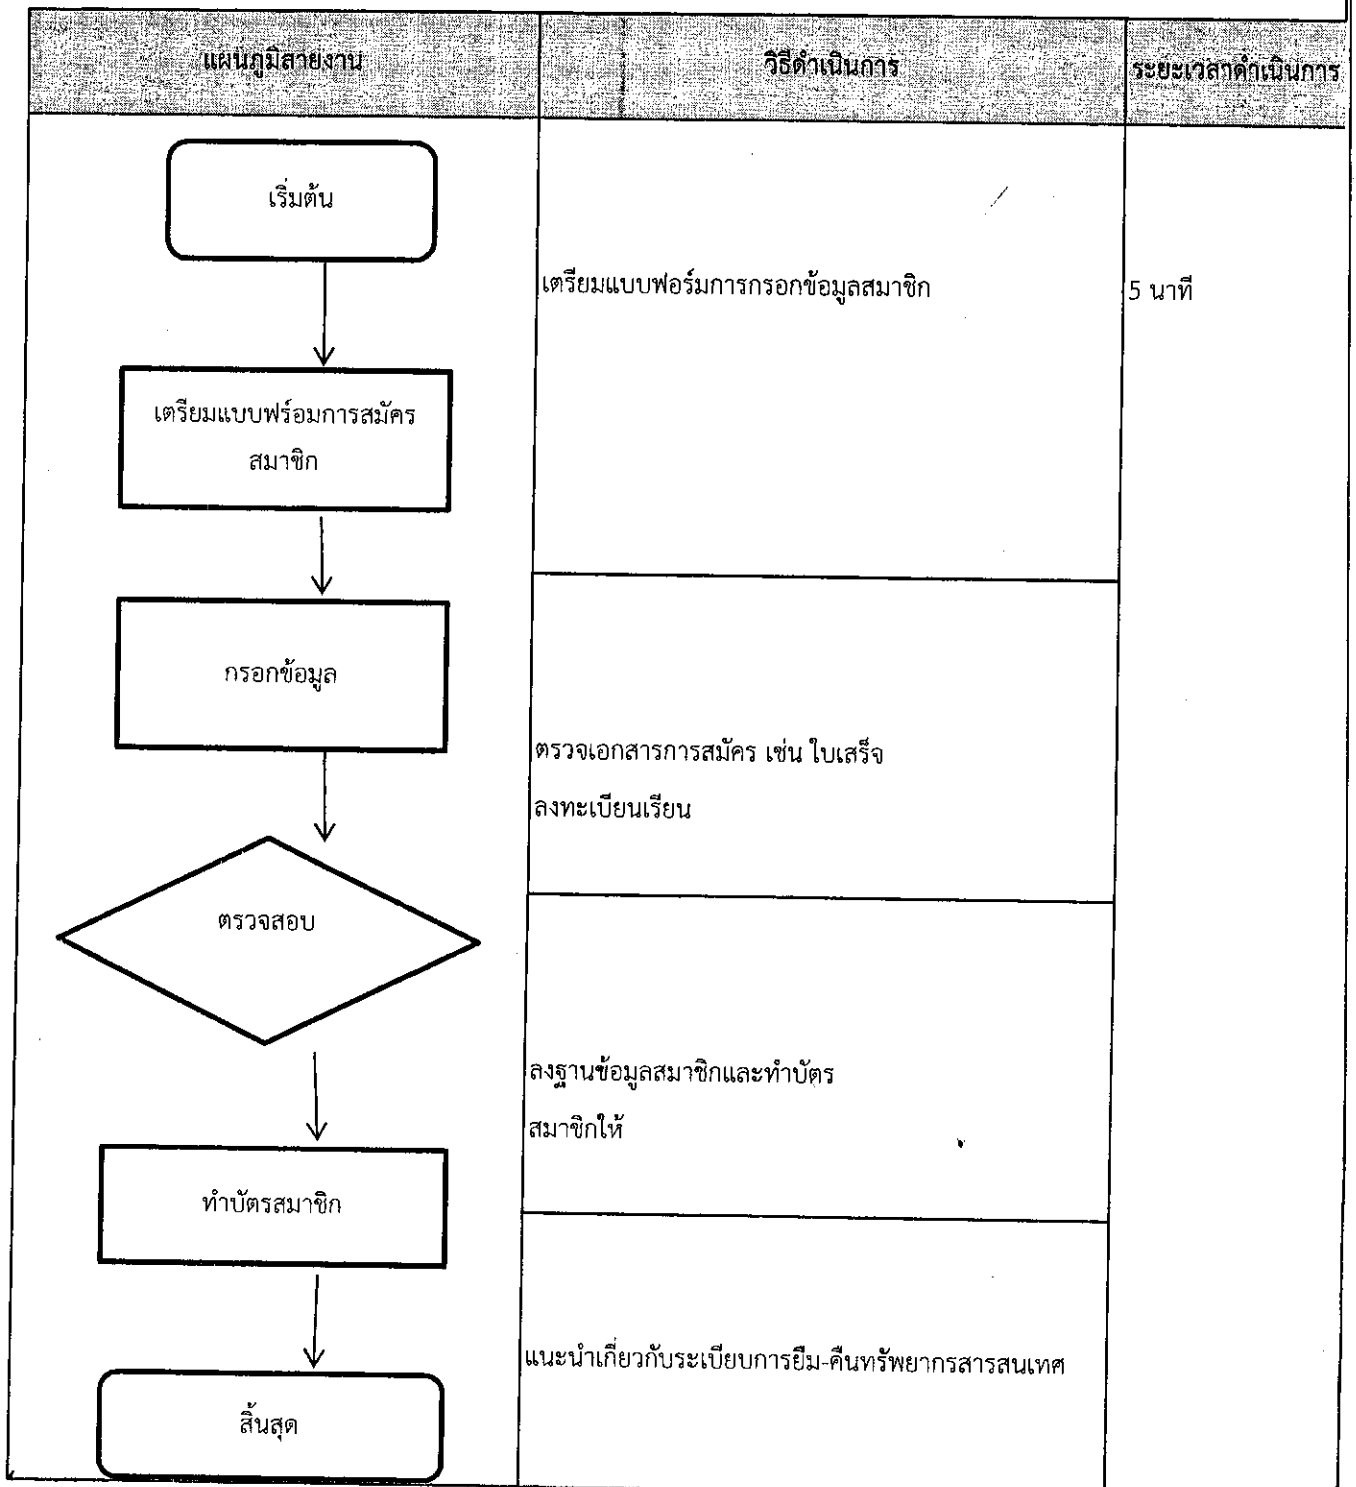 แผนภูมิสายงาน
วิธีดำเนินการ
ระยะเวลาดำเนินการ
เริ่มต้น
เตรียมแบบฟอร์มการกรอกข้อมูลสมาชิก
5 นาที
เตรียมแบบฟร์อมการสมัคร
สมาชิก
กรอกข้อมูล
ตรวจเอกสารการสมัคร เช่น ใบเสร็จ
ลงทะเบียนเรียน
ตรวจสอบ
ลงฐานข้อมูลสมาชิกและทำบัตร
สมาชิกให้
ทำบัตรสมาชิก
แนะนำเกี่ยวกับระเบียบการยืม-คืนทรัพยากรสารสนเทศ
สิ้นสุด